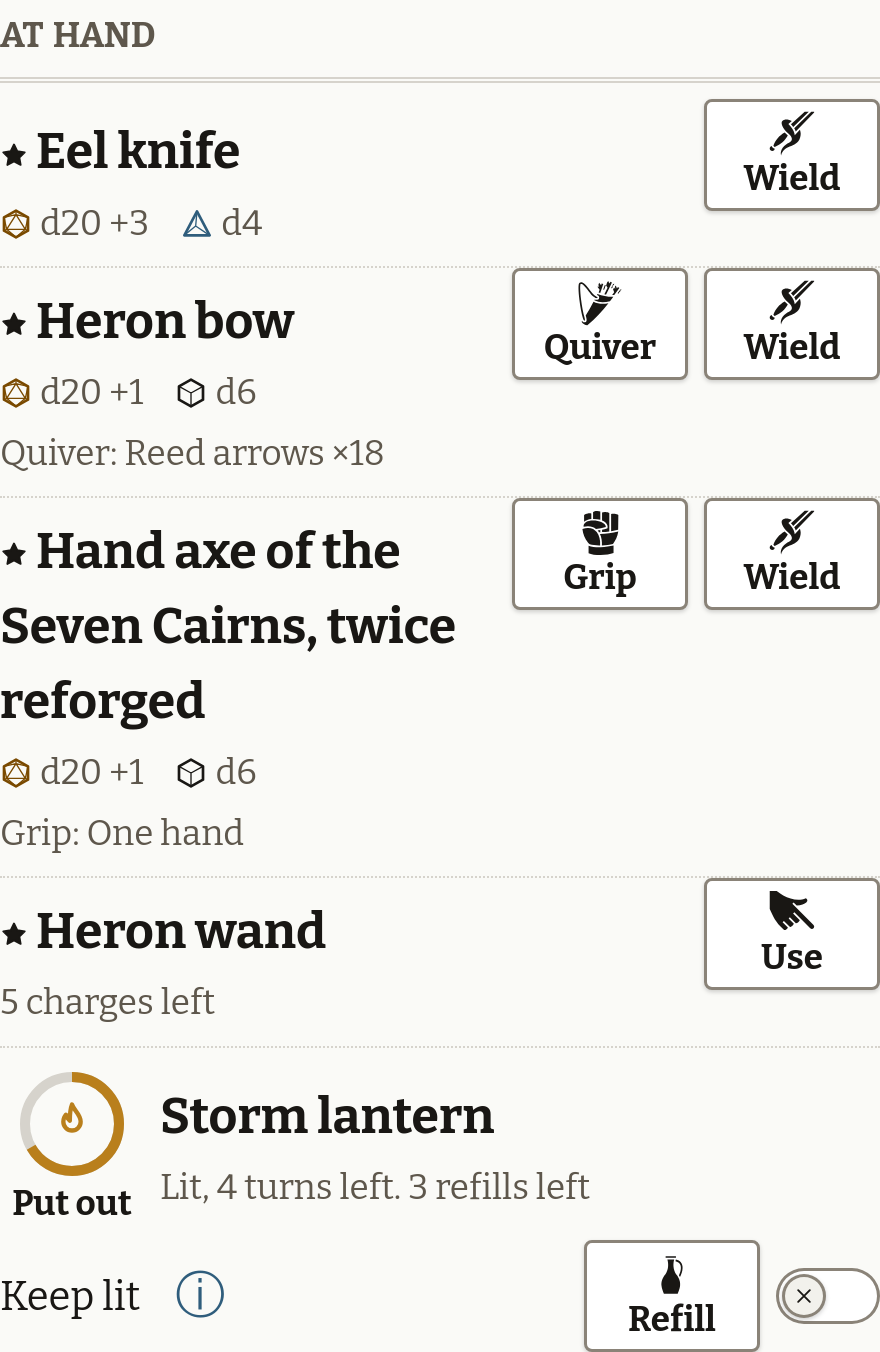 AT HAND
Eel knife
Wield
d20 +3 d4
Heron bow
Quiver Wield
d20 +1 d6
Quiver: Reed arrows ×18
Hand axe of the
Seven Cairns, twice
reforged
Grip Wield
d20 +1 d6
Grip: One hand
Heron wand
Use
5 charges left
Storm lantern
Lit, 4 turns left. 3 refills left
Put out
Keep lit
Refill